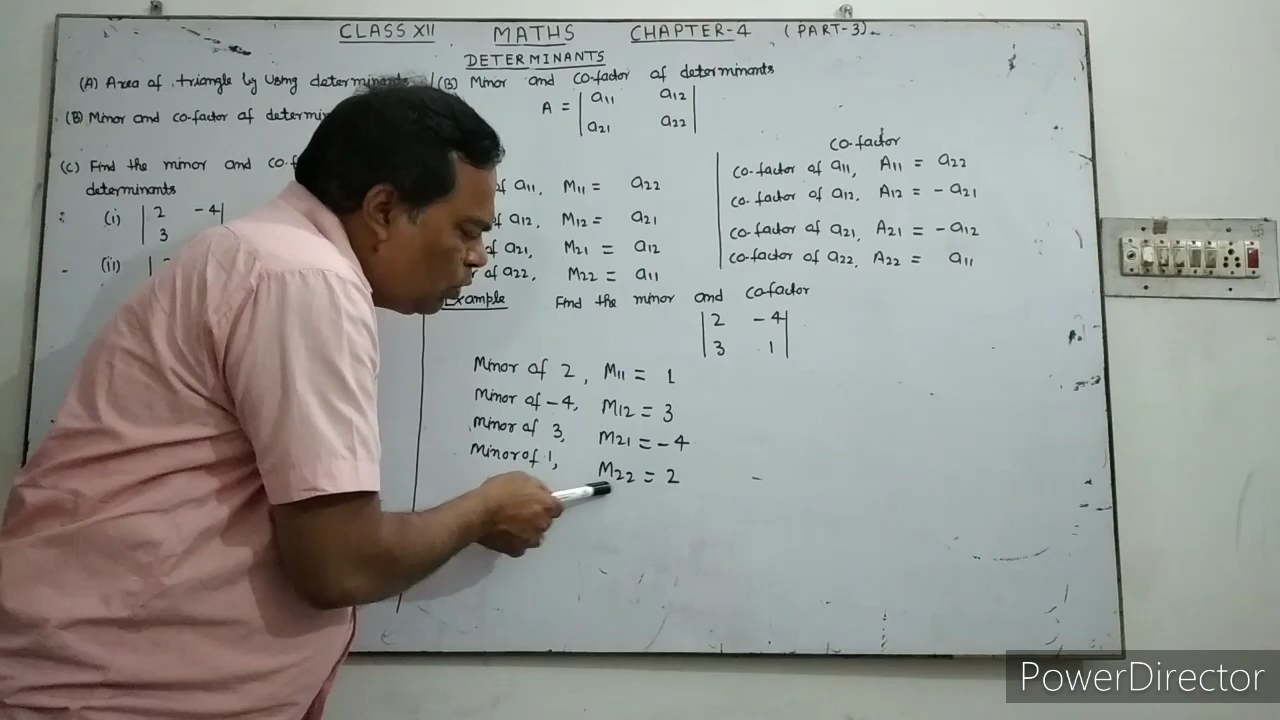 CLASS XII MATHS CHAPTER-4 (PART-3)
DETERMINANTS
(A) Area of triangle by using determinants
(B) Minor and co-factor of
(C) Find the minor and
determinants
(i) | 2 -4 |
| 3
(ii) |
(B) Minor and co-factor of determinants
A = | a11 a12 |
| a21 a22 |
of a11, M11 = a22
of a12, M12 = a21
of a21, M21 = a12
of a22, M22 = a11
co-factor
co-factor of a11, A11 = a22
co-factor of a12, A12 = -a21
co-factor of a21, A21 = -a12
co-factor of a22, A22 = a11
Example Find the minor and cofactor
| 2 -4 |
| 3 1 |
Minor of 2, M11 = 1
Minor of -4, M12 = 3
Minor of 3, M21 = -4
Minor of 1, M22 = 2
PowerDirector